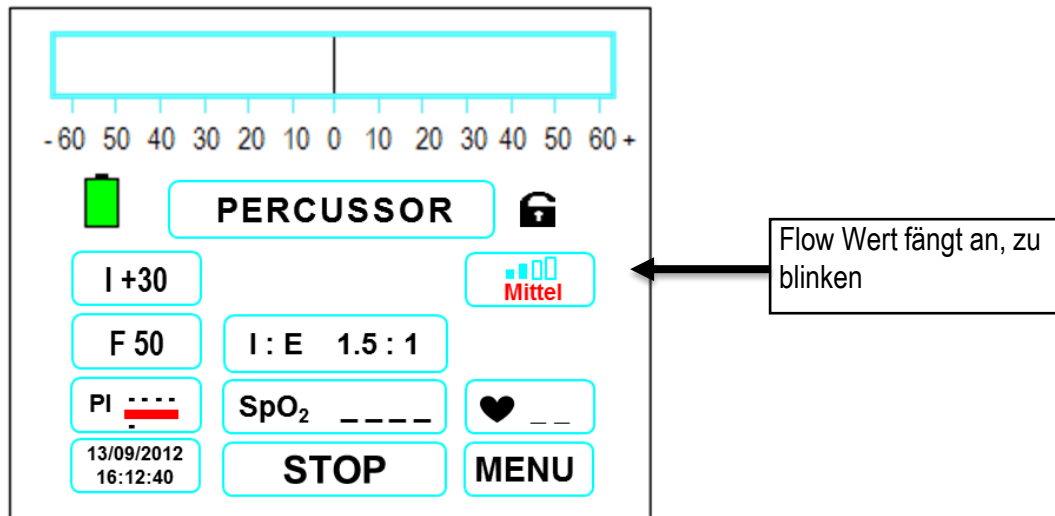 - 60 50 40 30 20 10 0 10 20 30 40 50 60 +
PERCUSSOR
I +30
Mittel
Flow Wert fängt an, zu
blinken
F 50
I : E 1.5 : 1
PI - - - -
-
SpO₂ _ _ _ _
_ _
13/09/2012
16:12:40
STOP
MENU